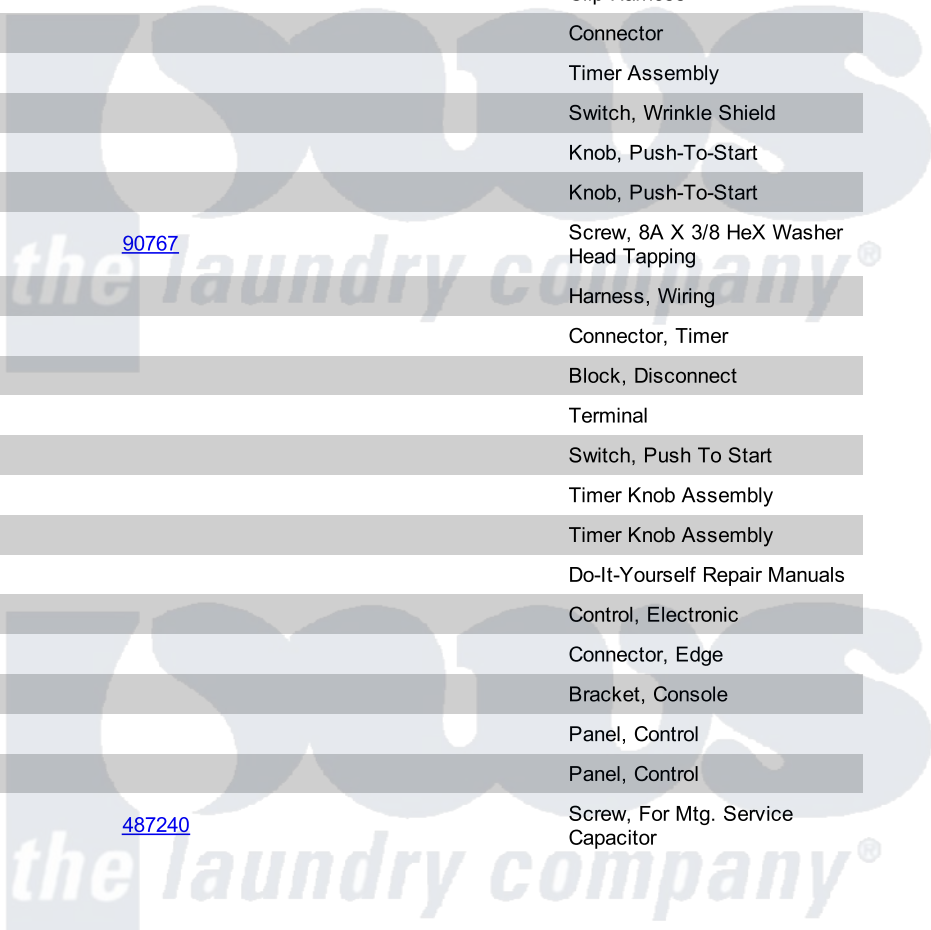 Clip Harness
Connector
Timer Assembly
Switch, Wrinkle Shield
Knob, Push-To-Start
Knob, Push-To-Start
90767
Screw, 8A X 3/8 HeX Washer
Head Tapping
the laundry company®
Harness, Wiring
Connector, Timer
Block, Disconnect
Terminal
Switch, Push To Start
Timer Knob Assembly
Timer Knob Assembly
Do-It-Yourself Repair Manuals
Control, Electronic
Connector, Edge
Bracket, Console
Panel, Control
Panel, Control
487240
Screw, For Mtg. Service
Capacitor
the laundry company®